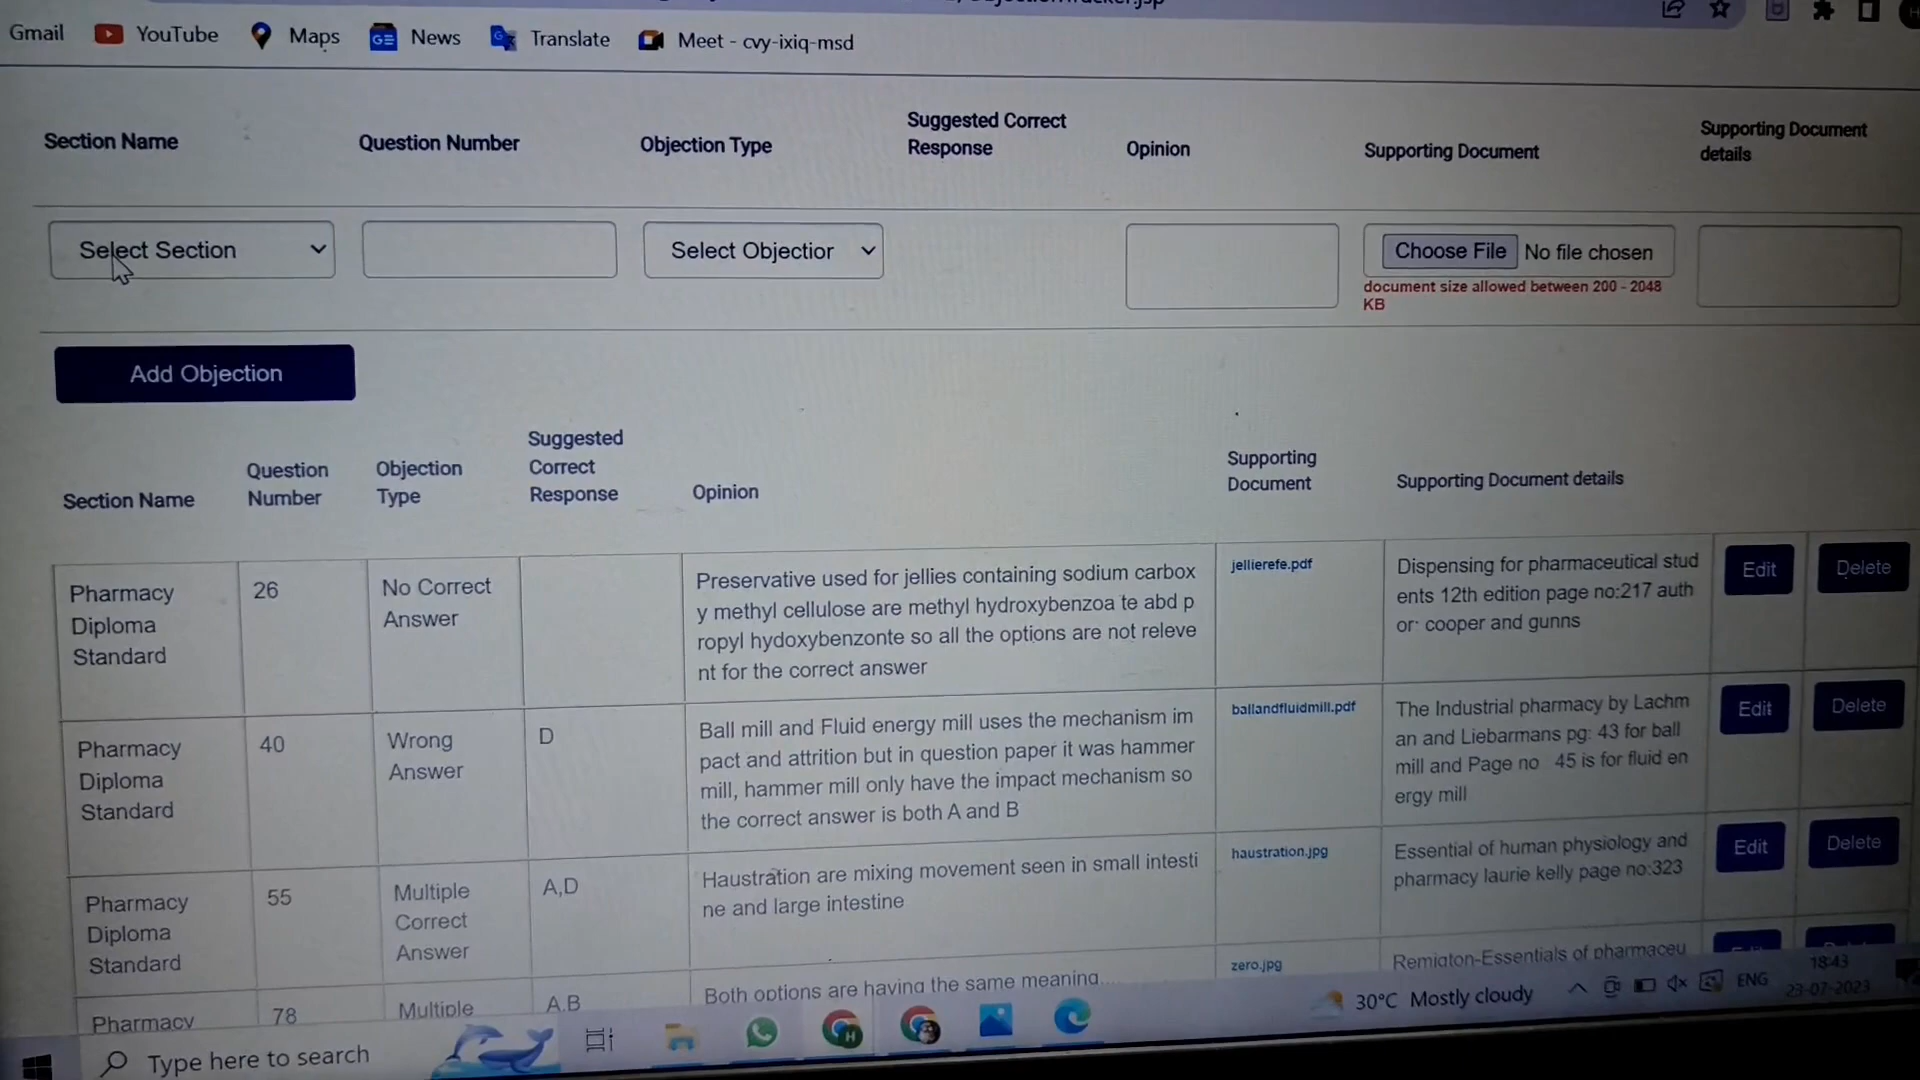 Gmail YouTube Maps News Translate Meet - cvy-ixiq-msd
Section Name Question Number Objection Type Suggested Correct Response Opinion Supporting Document Supporting Document details
Select Section Select Objectior Choose File No file chosen
document size allowed between 200 - 2048
KB
Add Objection
Section Name Question Number Objection Type Suggested Correct Response Opinion Supporting Document Supporting Document details
Pharmacy
Diploma
Standard
26
No Correct
Answer
Preservative used for jellies containing sodium carbox
y methyl cellulose are methyl hydroxybenzoa te abd p
ropyl hydoxybenzonte so all the options are not releve
nt for the correct answer
jellierefe.pdf
Dispensing for pharmaceutical stud
ents 12th edition page no:217 auth
or: cooper and gunns
Edit Delete
Pharmacy
Diploma
Standard
40
Wrong
Answer
D
Ball mill and Fluid energy mill uses the mechanism im
pact and attrition but in question paper it was hammer
mill, hammer mill only have the impact mechanism so
the correct answer is both A and B
ballandfluidmill.pdf
The Industrial pharmacy by Lachm
an and Liebarmans pg: 43 for ball
mill and Page no 45 is for fluid en
ergy mill
Edit Delete
Pharmacy
Diploma
Standard
55
Multiple
Correct
Answer
A,D
Haustration are mixing movement seen in small intesti
ne and large intestine
haustration.jpg
Essential of human physiology and
pharmacy laurie kelly page no:323
Edit Delete
Pharmacy
78
Multiple
A,B
Both options are having the same meaning....
zero.jpg
Remigton-Essentials of pharmaceu
Edit Delete
Type here to search
30°C Mostly cloudy
ENG
18:43
23-07-2023